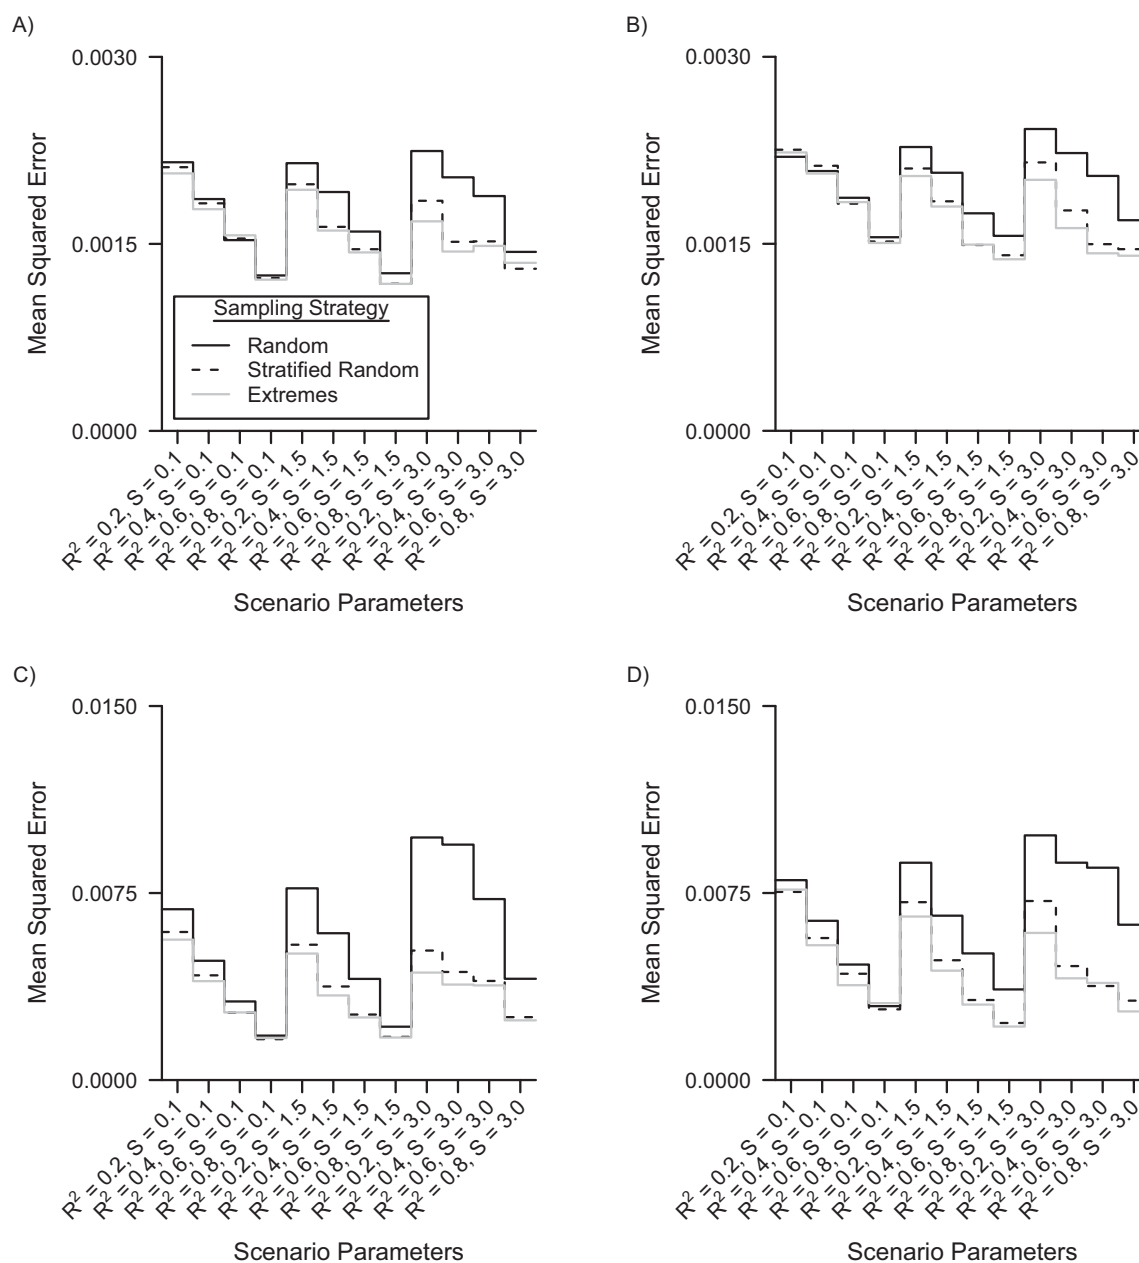 A)
0.0030
0.0015
0.0000
Mean Squared Error
Sampling Strategy
Random
Stratified Random
Extremes
R² = 0.2, S = 0.1
R² = 0.4, S = 0.1
R² = 0.6, S = 0.1
R² = 0.8, S = 0.1
R² = 0.2, S = 1.5
R² = 0.4, S = 1.5
R² = 0.6, S = 1.5
R² = 0.8, S = 1.5
R² = 0.2, S = 3.0
R² = 0.4, S = 3.0
R² = 0.6, S = 3.0
R² = 0.8, S = 3.0
Scenario Parameters
B)
0.0030
0.0015
0.0000
Mean Squared Error
R² = 0.2, S = 0.1
R² = 0.4, S = 0.1
R² = 0.6, S = 0.1
R² = 0.8, S = 0.1
R² = 0.2, S = 1.5
R² = 0.4, S = 1.5
R² = 0.6, S = 1.5
R² = 0.8, S = 1.5
R² = 0.2, S = 3.0
R² = 0.4, S = 3.0
R² = 0.6, S = 3.0
R² = 0.8, S = 3.0
Scenario Parameters
C)
0.0150
0.0075
0.0000
Mean Squared Error
R² = 0.2, S = 0.1
R² = 0.4, S = 0.1
R² = 0.6, S = 0.1
R² = 0.8, S = 0.1
R² = 0.2, S = 1.5
R² = 0.4, S = 1.5
R² = 0.6, S = 1.5
R² = 0.8, S = 1.5
R² = 0.2, S = 3.0
R² = 0.4, S = 3.0
R² = 0.6, S = 3.0
R² = 0.8, S = 3.0
Scenario Parameters
D)
0.0150
0.0075
0.0000
Mean Squared Error
R² = 0.2, S = 0.1
R² = 0.4, S = 0.1
R² = 0.6, S = 0.1
R² = 0.8, S = 0.1
R² = 0.2, S = 1.5
R² = 0.4, S = 1.5
R² = 0.6, S = 1.5
R² = 0.8, S = 1.5
R² = 0.2, S = 3.0
R² = 0.4, S = 3.0
R² = 0.6, S = 3.0
R² = 0.8, S = 3.0
Scenario Parameters